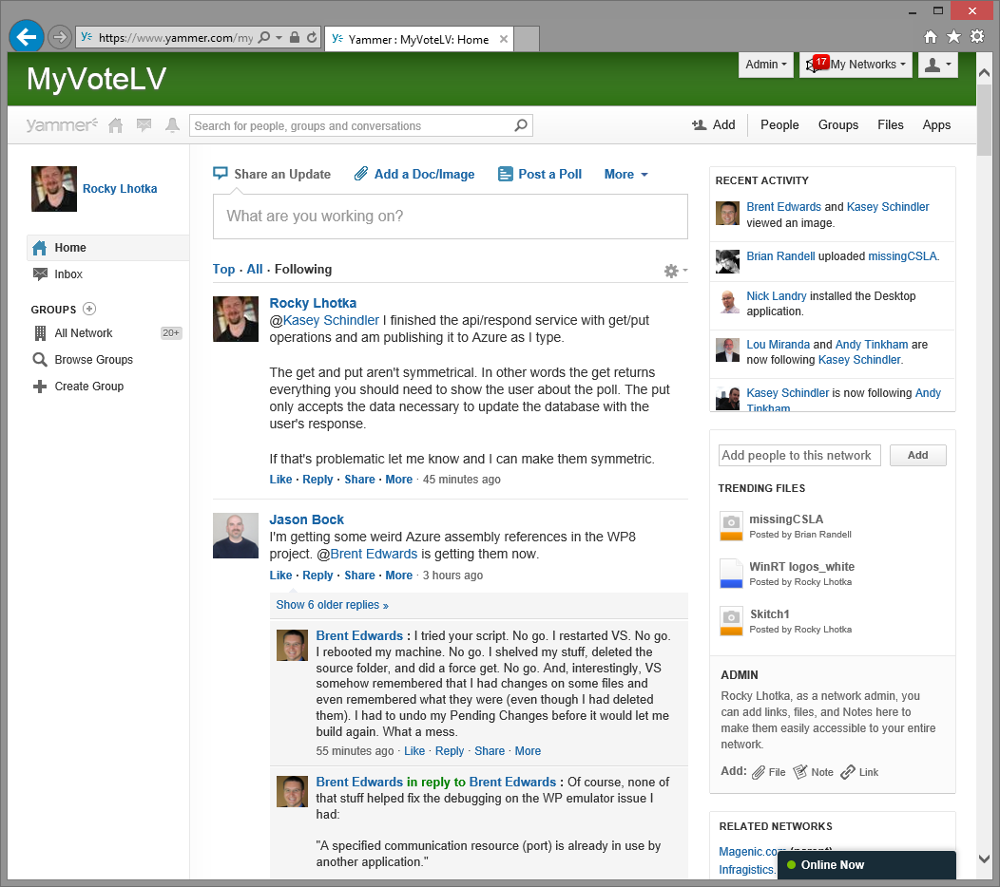 https://www.yammer.com/my
Yammer : MyVoteLV: Home
MyVoteLV
Admin
17
My Networks
yammer
Search for people, groups and conversations
Add
People
Groups
Files
Apps
Rocky Lhotka
Home
Inbox
GROUPS
All Network
20+
Browse Groups
Create Group
Share an Update
Add a Doc/Image
Post a Poll
More
What are you working on?
Top · All · Following
Rocky Lhotka
@Kasey Schindler I finished the api/respond service with get/put
operations and am publishing it to Azure as I type.
The get and put aren't symmetrical. In other words the get returns
everything you should need to show the user about the poll. The put
only accepts the data necessary to update the database with the
user's response.
If that's problematic let me know and I can make them symmetric.
Like · Reply · Share · More · 45 minutes ago
Jason Bock
I'm getting some weird Azure assembly references in the WP8
project. @Brent Edwards is getting them now.
Like · Reply · Share · More · 3 hours ago
Show 6 older replies »
Brent Edwards : I tried your script. No go. I restarted VS. No go.
I rebooted my machine. No go. I shelved my stuff, deleted the
source folder, and did a force get. No go. And, interestingly, VS
somehow remembered that I had changes on some files and
even remembered what they were (even though I had deleted
them). I had to undo my Pending Changes before it would let me
build again. What a mess.
55 minutes ago · Like · Reply · Share · More
Brent Edwards in reply to Brent Edwards : Of course, none of
that stuff helped fix the debugging on the WP emulator issue I
had:
"A specified communication resource (port) is already in use by
another application."
RECENT ACTIVITY
Brent Edwards and Kasey Schindler
viewed an image.
Brian Randell uploaded missingCSLA.
Nick Landry installed the Desktop
application.
Lou Miranda and Andy Tinkham are
now following Kasey Schindler.
Kasey Schindler is now following Andy
Tinkham
Add people to this network
Add
TRENDING FILES
missingCSLA
Posted by Brian Randell
WinRT logos_white
Posted by Rocky Lhotka
Skitch1
Posted by Rocky Lhotka
ADMIN
Rocky Lhotka, as a network admin, you
can add links, files, and Notes here to
make them easily accessible to your entire
network.
Add: File Note Link
RELATED NETWORKS
Magenic.com (parent)
Infragistics.
Online Now